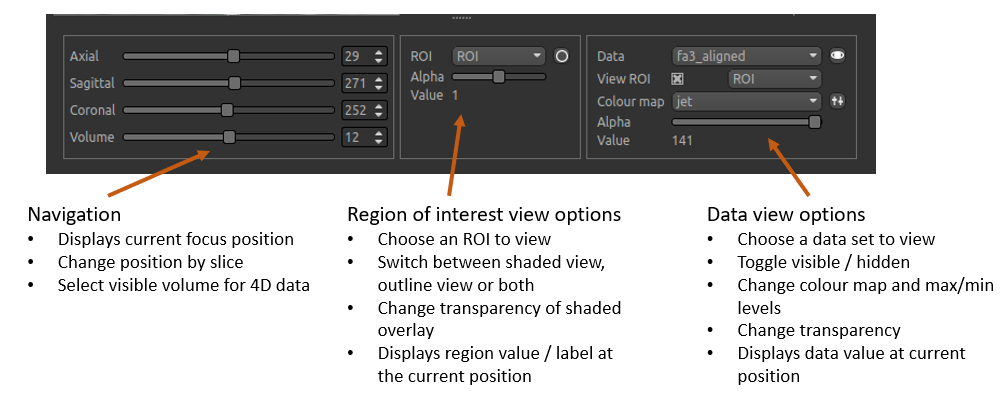 Axial 29
Sagittal 271
Coronal 252
Volume 12
ROI ROI
Alpha
Value 1
Data fa3_aligned
View ROI ROI
Colour map jet
Alpha
Value 141
Navigation
• Displays current focus position
• Change position by slice
• Select visible volume for 4D data
Region of interest view options
• Choose an ROI to view
• Switch between shaded view,
outline view or both
• Change transparency of shaded
overlay
• Displays region value / label at
the current position
Data view options
• Choose a data set to view
• Toggle visible / hidden
• Change colour map and max/min
levels
• Change transparency
• Displays data value at current
position